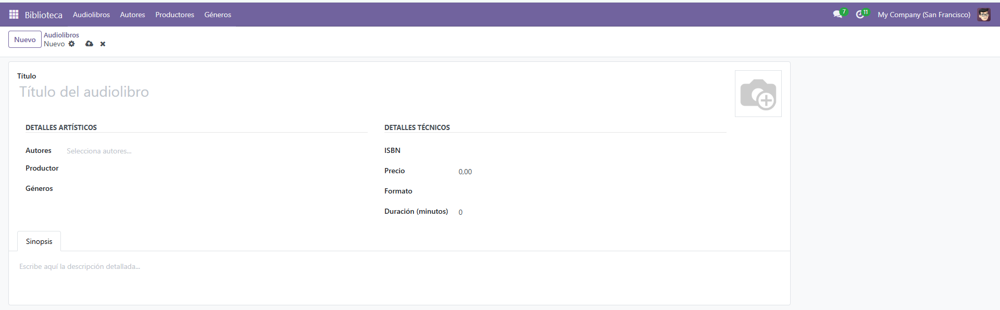 Biblioteca Audiolibros Autores Productores Géneros 7 11 My Company (San Francisco)
Nuevo
Audiolibros
Nuevo
Título
Título del audiolibro
DETALLES ARTÍSTICOS
Autores Selecciona autores...
Productor
Géneros
DETALLES TÉCNICOS
ISBN
Precio 0,00
Formato
Duración (minutos) 0
Sinopsis
Escribe aquí la descripción detallada...